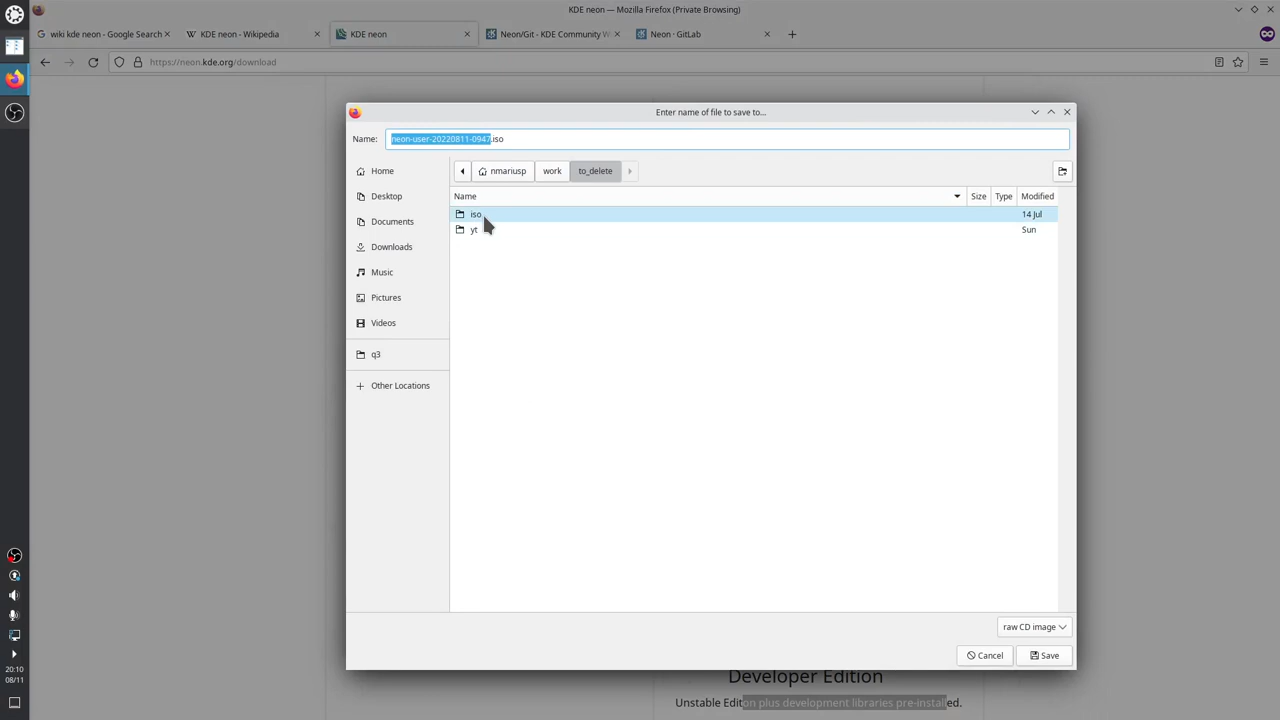 KDE neon — Mozilla Firefox (Private Browsing)
wiki kde neon - Google Search
KDE neon - Wikipedia
KDE neon
Neon/Git - KDE Community W
Neon · GitLab
https://neon.kde.org/download
Enter name of file to save to...
Name: neon-user-20220811-0947.iso
nmariusp work to_delete
Home
Desktop
Documents
Downloads
Music
Pictures
Videos
q3
Other Locations
Name Size Type Modified
iso 14 Jul
yt Sun
raw CD image
Cancel Save
Developer Edition
Unstable Edition plus development libraries pre-installed.
20:10
08/11